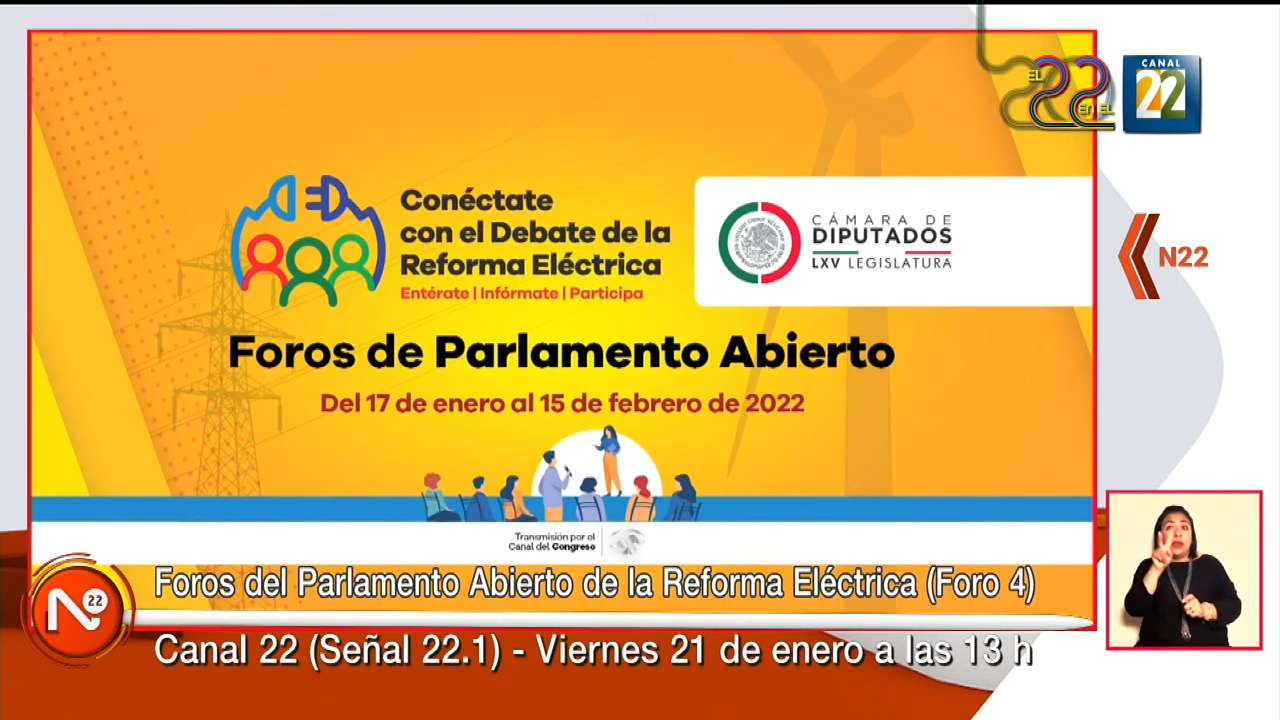 EL
22
EN EL
CANAL
22
Conéctate
con el Debate de la
Reforma Eléctrica
Entérate | Infórmate | Participa
CÁMARA DE
DIPUTADOS
LXV LEGISLATURA
N22
Foros de Parlamento Abierto
Del 17 de enero al 15 de febrero de 2022
Transmisión por el
Canal del Congreso
Foros del Parlamento Abierto de la Reforma Eléctrica (Foro 4)
N 22
Canal 22 (Señal 22.1) - Viernes 21 de enero a las 13 h